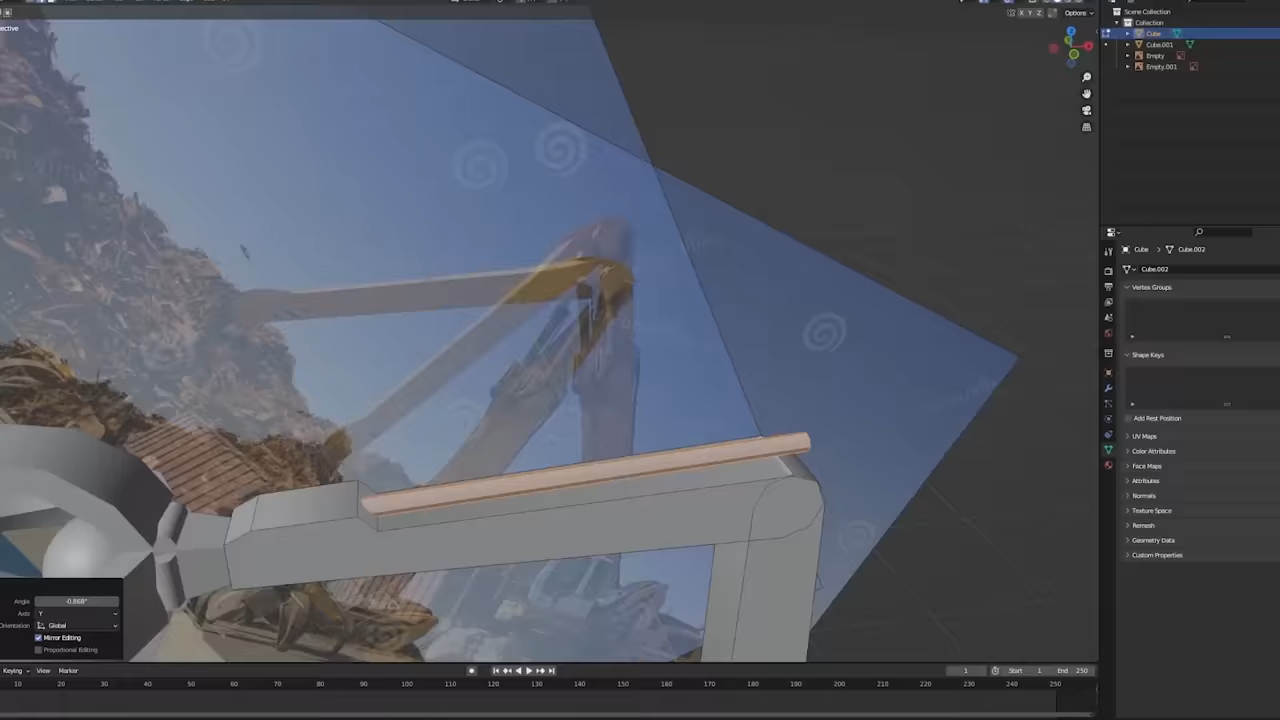 X Y Z Options
ective
Scene Collection
Collection
Cube
Cube.001
Empty
Empty.001
Cube > Cube.002
Cube.002
Vertex Groups
Shape Keys
Add Rest Position
UV Maps
Color Attributes
Face Maps
Attributes
Normals
Texture Space
Remesh
Geometry Data
Custom Properties
Angle -0.868°
Axis Y
Orientation Global
Mirror Editing
Proportional Editing
Keying View Marker
1 Start 1 End 250
10 20 30 40 50 60 70 80 90 100 110 120 130 140 150 160 170 180 190 200 210 220 230 240 250